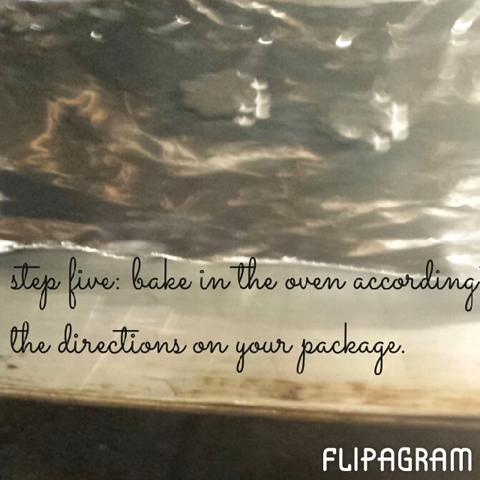 step five: bake in the oven according
the directions on your package.
FLIPAGRAM